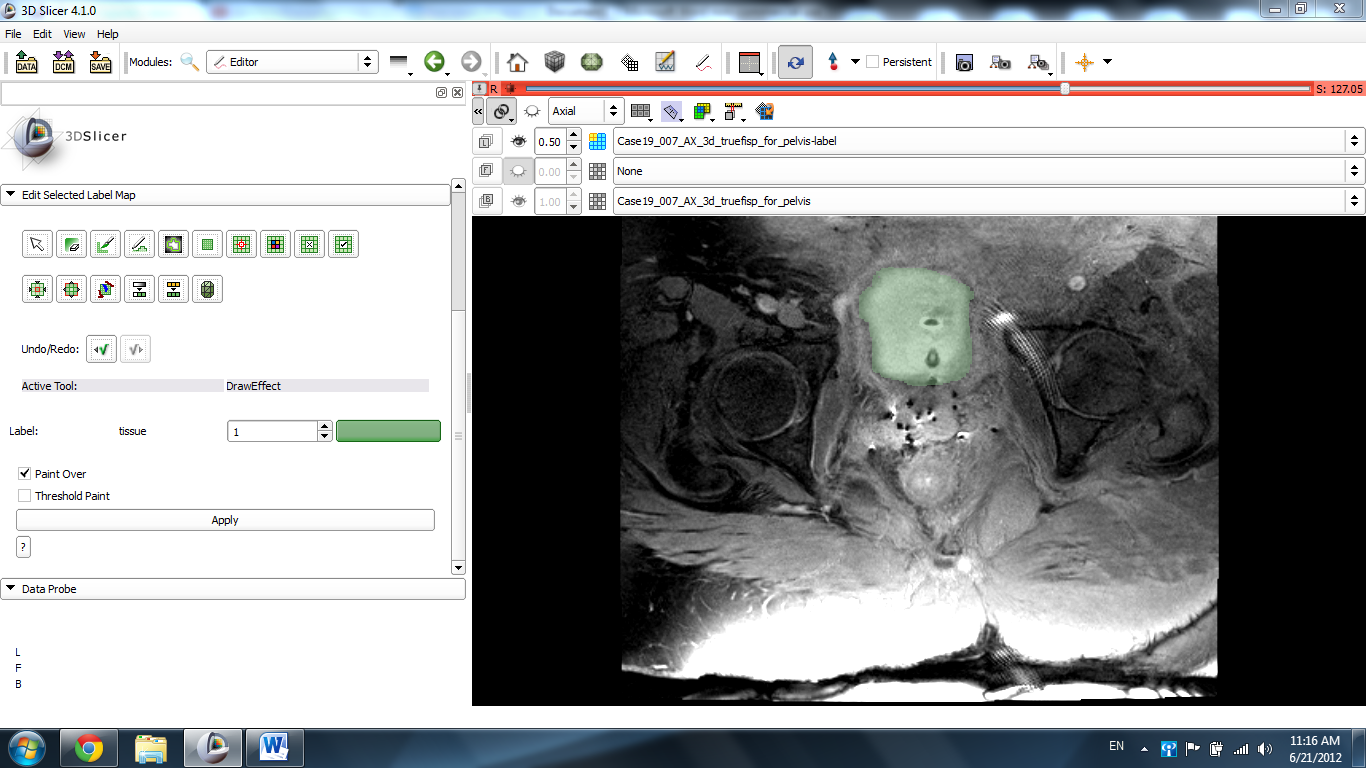 3D Slicer 4.1.0
File Edit View Help
DATA DCM SAVE Modules: Editor Persistent
R S: 127.05
3DSlicer
Axial
L 0.50 Case19_007_AX_3d_truefisp_for_pelvis-label
F 0.00 None
B 1.00 Case19_007_AX_3d_truefisp_for_pelvis
Edit Selected Label Map
Undo/Redo:
Active Tool: DrawEffect
Label: tissue 1
Paint Over
Threshold Paint
Apply
?
Data Probe
L
F
B
EN 11:16 AM
6/21/2012